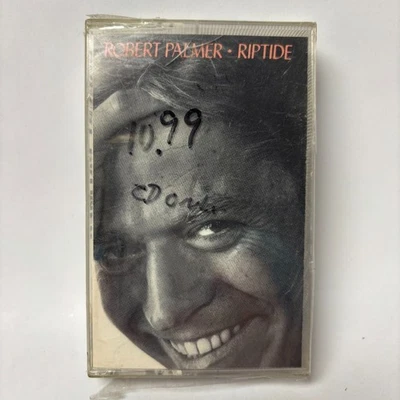 ROBERT PALMER • RIPTIDE
10.99